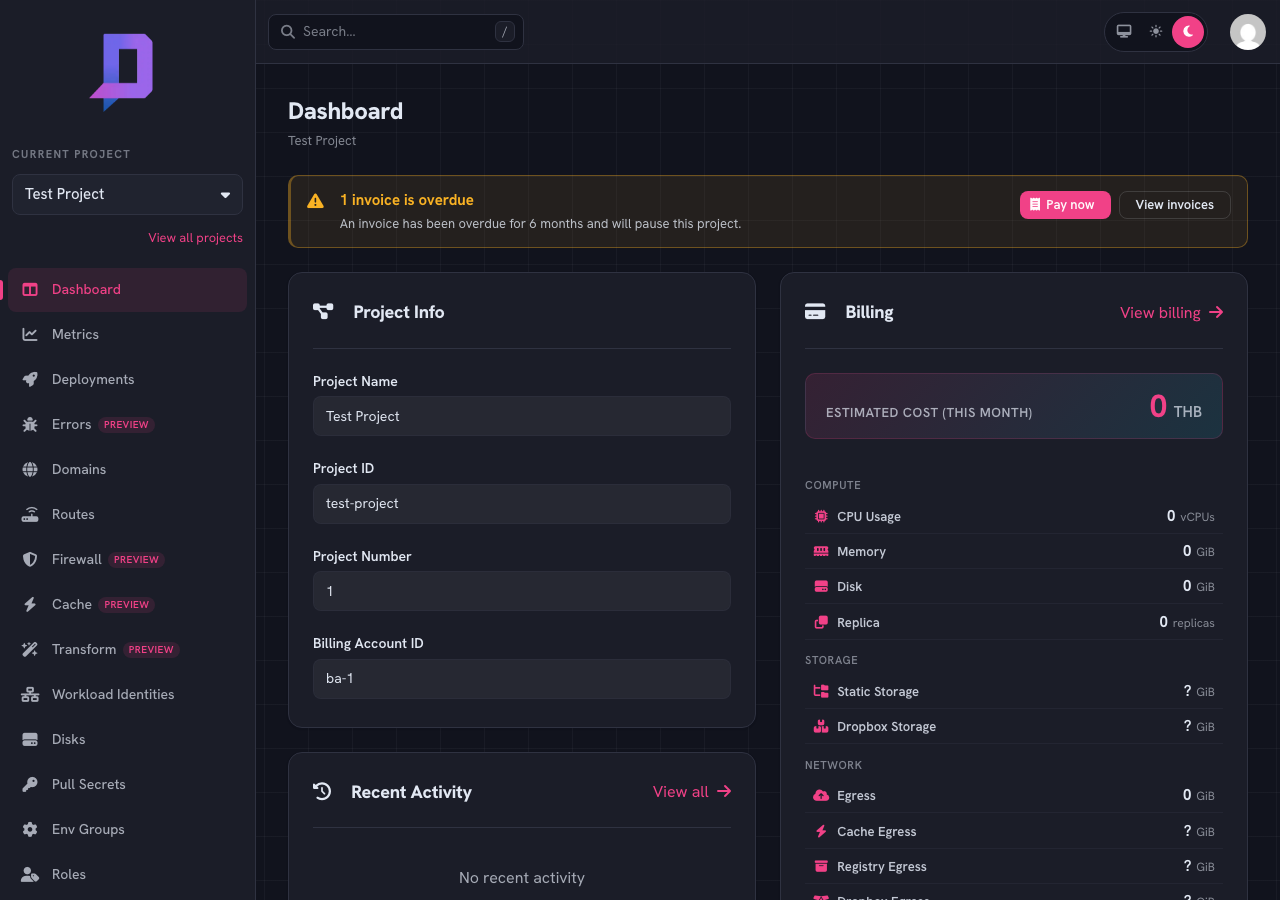 Search...
/
CURRENT PROJECT
Test Project
View all projects
Dashboard
Metrics
Deployments
Errors PREVIEW
Domains
Routes
Firewall PREVIEW
Cache PREVIEW
Transform PREVIEW
Workload Identities
Disks
Pull Secrets
Env Groups
Roles
Dashboard
Test Project
1 invoice is overdue
An invoice has been overdue for 6 months and will pause this project.
Pay now
View invoices
Project Info
Project Name
Test Project
Project ID
test-project
Project Number
1
Billing Account ID
ba-1
Recent Activity
View all
No recent activity
Billing
View billing
ESTIMATED COST (THIS MONTH)
0 THB
COMPUTE
CPU Usage 0 vCPUs
Memory 0 GiB
Disk 0 GiB
Replica 0 replicas
STORAGE
Static Storage ? GiB
Dropbox Storage ? GiB
NETWORK
Egress 0 GiB
Cache Egress ? GiB
Registry Egress ? GiB
Dropbox Egress ? GiB